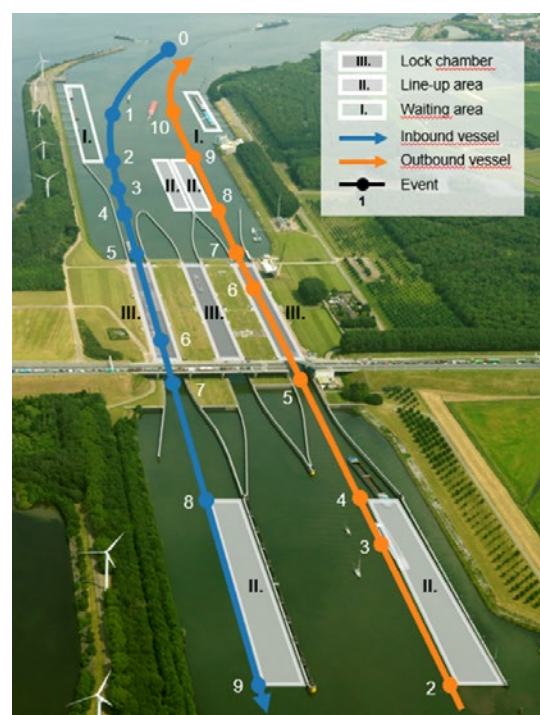 0
III. Lock chamber
II. Line-up area
I. Waiting area
Inbound vessel
Outbound vessel
Event
1
I.
I.
1
10
2
9
II.
II.
3
8
4
5
7
6
III.
III.
III.
6
7
5
8
4
3
II.
II.
9
2